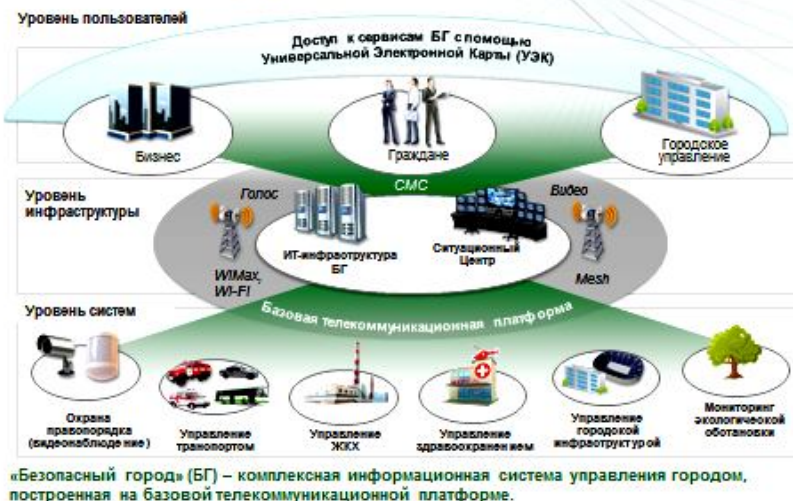 Уровень пользователей
Доступ к сервисам БГ с помощью
Универсальной Электронной Карты (УЭК)
Бизнес
Граждане
Городское
управление
Уровень
инфраструктуры
Голос
СМС
Видео
ИТ-инфраструктура
БГ
Ситуационный
Центр
WiMax,
WI-FI
Mesh
Уровень систем
Базовая телекоммуникационная платформа
Охрана
правопорядка
(видеонаблюдение)
Управление
транспортом
Управление
ЖКХ
Управление
здравоохранением
Управление
городской
инфраструктурой
Мониторинг
экологической
обстановки
«Безопасный город» (БГ) – комплексная информационная система управления городом,
построенная на базовой телекоммуникационной платформе.